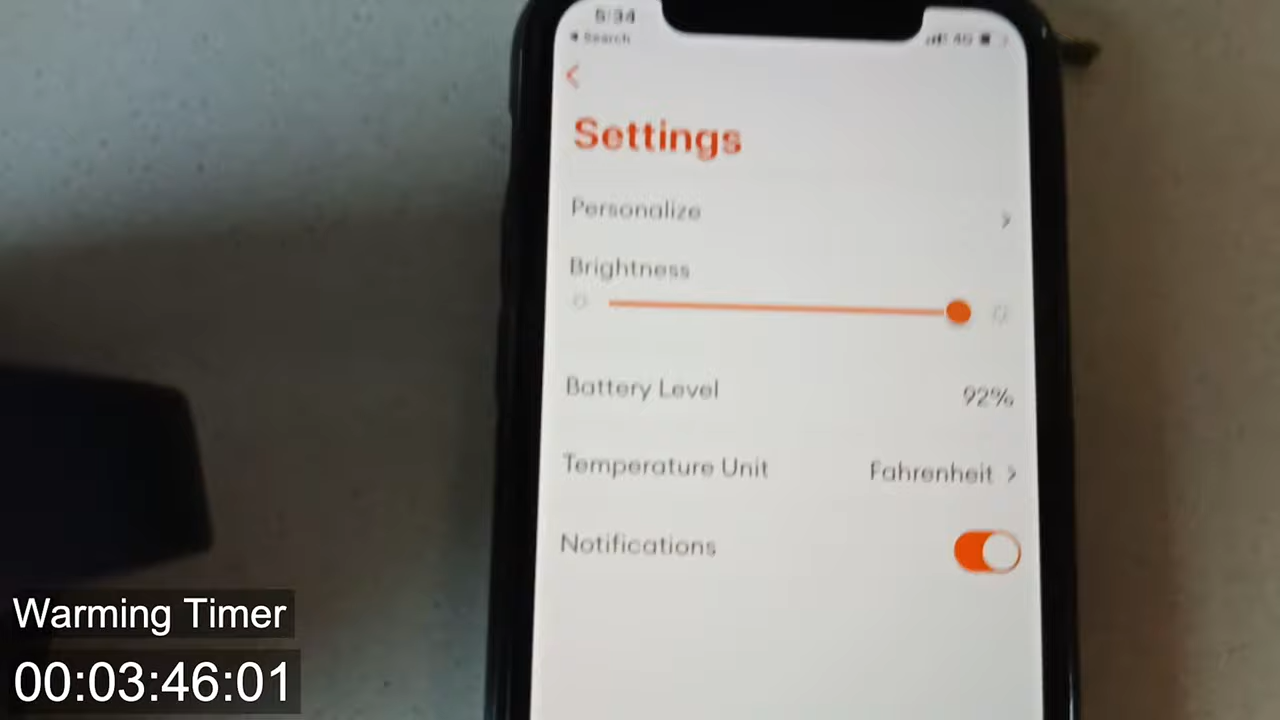 5:34
Search
4G
Settings
Personalize
Brightness
Battery Level 92%
Temperature Unit Fahrenheit
Notifications
Warming Timer
00:03:46:01